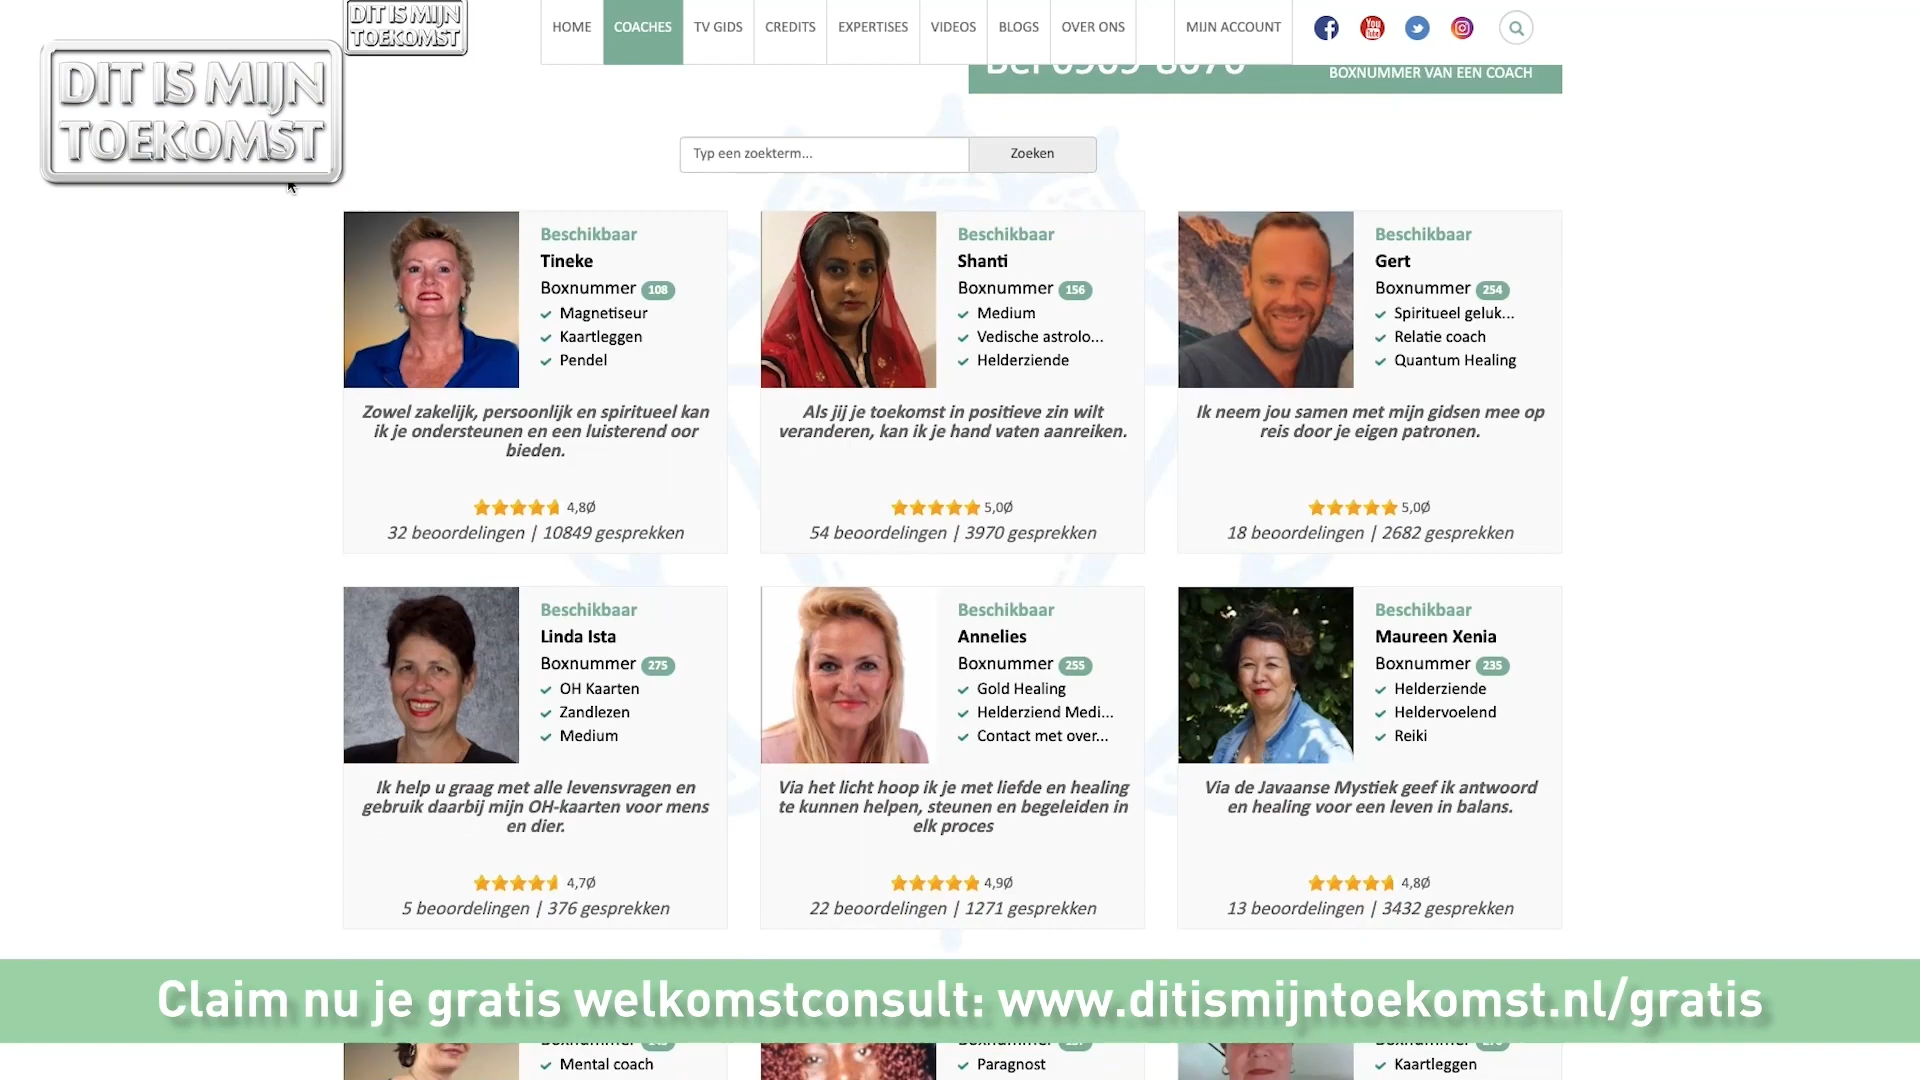 DIT IS MIJN
TOEKOMST
DIT IS MIJN
TOEKOMST
HOME
COACHES
TV GIDS
CREDITS
EXPERTISES
VIDEOS
BLOGS
OVER ONS
MIJN ACCOUNT
BOXNUMMER VAN EEN COACH
Typ een zoekterm...
Zoeken
Beschikbaar
Tineke
Boxnummer 108
Magnetiseur
Kaartleggen
Pendel
Zowel zakelijk, persoonlijk en spiritueel kan
ik je ondersteunen en een luisterend oor
bieden.
4,8Ø
32 beoordelingen | 10849 gesprekken
Beschikbaar
Shanti
Boxnummer 156
Medium
Vedische astrolo...
Helderziende
Als jij je toekomst in positieve zin wilt
veranderen, kan ik je hand vaten aanreiken.
5,0Ø
54 beoordelingen | 3970 gesprekken
Beschikbaar
Gert
Boxnummer 254
Spiritueel geluk...
Relatie coach
Quantum Healing
Ik neem jou samen met mijn gidsen mee op
reis door je eigen patronen.
5,0Ø
18 beoordelingen | 2682 gesprekken
Beschikbaar
Linda Ista
Boxnummer 275
OH Kaarten
Zandlezen
Medium
Ik help u graag met alle levensvragen en
gebruik daarbij mijn OH-kaarten voor mens
en dier.
4,7Ø
5 beoordelingen | 376 gesprekken
Beschikbaar
Annelies
Boxnummer 255
Gold Healing
Helderziend Medi...
Contact met over...
Via het licht hoop ik je met liefde en healing
te kunnen helpen, steunen en begeleiden in
elk proces
4,9Ø
22 beoordelingen | 1271 gesprekken
Beschikbaar
Maureen Xenia
Boxnummer 235
Helderziende
Heldervoelend
Reiki
Via de Javaanse Mystiek geef ik antwoord
en healing voor een leven in balans.
4,8Ø
13 beoordelingen | 3432 gesprekken
Claim nu je gratis welkomstconsult: www.ditismijntoekomst.nl/gratis
Mental coach
Paragnost
Kaartleggen